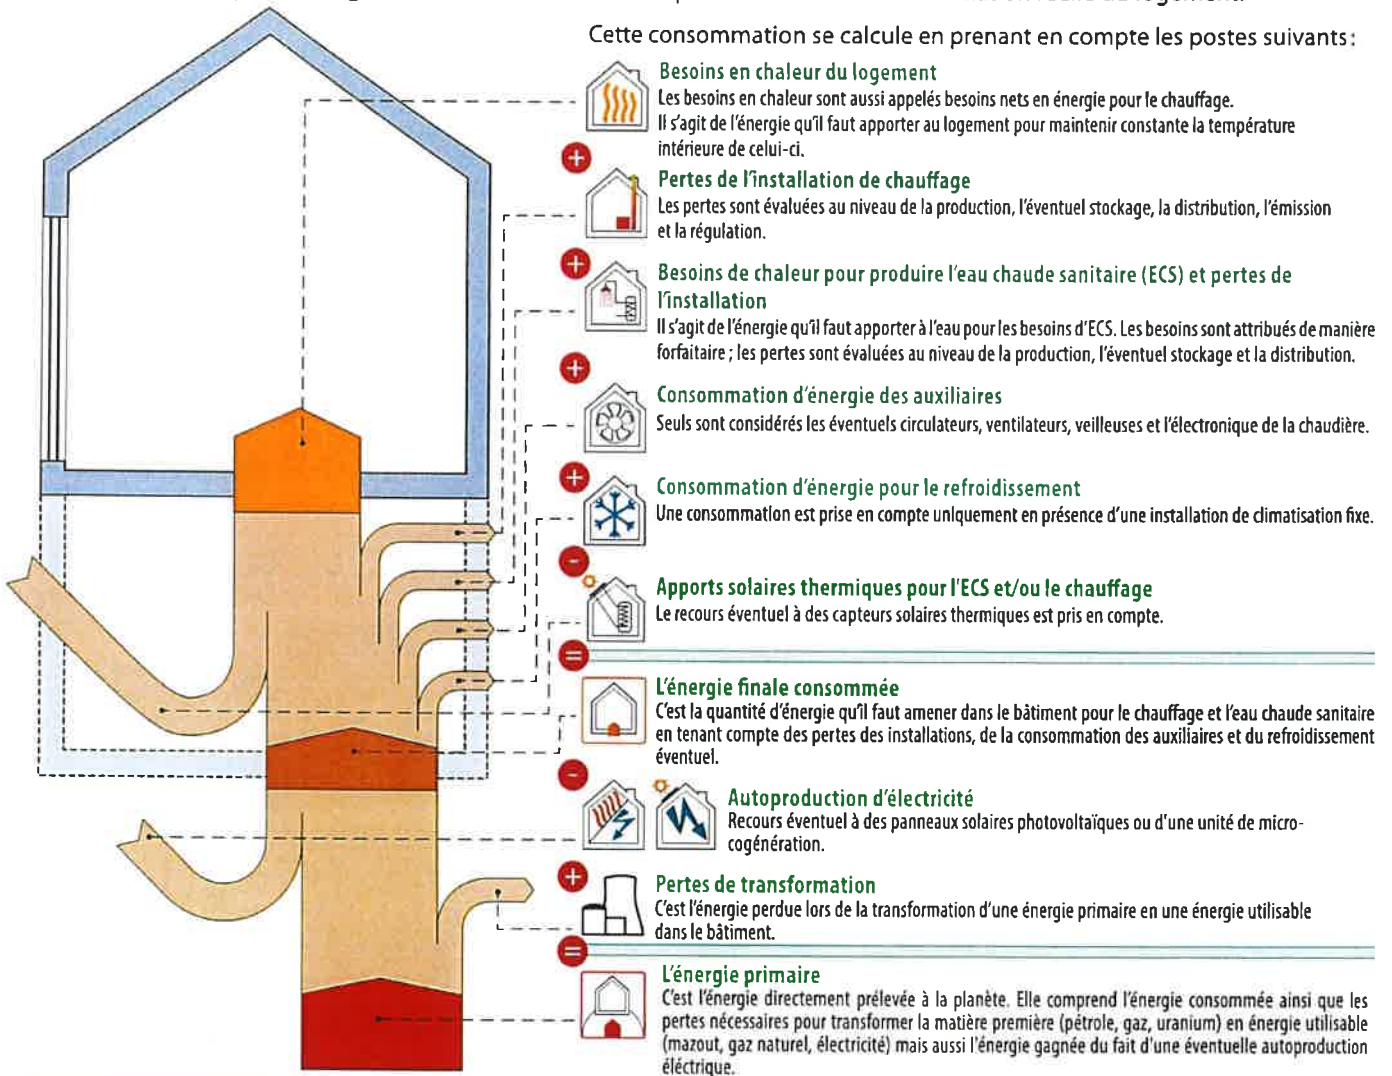 Cette consommation se calcule en prenant en compte les postes suivants :
Besoins en chaleur du logement
Les besoins en chaleur sont aussi appelés besoins nets en énergie pour le chauffage.
Il s'agit de l'énergie qu'il faut apporter au logement pour maintenir constante la température
intérieure de celui-ci.
+
Pertes de l'installation de chauffage
Les pertes sont évaluées au niveau de la production, l'éventuel stockage, la distribution, l'émission
et la régulation.
+
Besoins de chaleur pour produire l'eau chaude sanitaire (ECS) et pertes de
l'installation
Il s'agit de l'énergie qu'il faut apporter à l'eau pour les besoins d'ECS. Les besoins sont attribués de manière
forfaitaire ; les pertes sont évaluées au niveau de la production, l'éventuel stockage et la distribution.
+
Consommation d'énergie des auxiliaires
Seuls sont considérés les éventuels circulateurs, ventilateurs, veilleuses et l'électronique de la chaudière.
+
Consommation d'énergie pour le refroidissement
Une consommation est prise en compte uniquement en présence d'une installation de climatisation fixe.
-
Apports solaires thermiques pour l'ECS et/ou le chauffage
Le recours éventuel à des capteurs solaires thermiques est pris en compte.
=
L'énergie finale consommée
C'est la quantité d'énergie qu'il faut amener dans le bâtiment pour le chauffage et l'eau chaude sanitaire
en tenant compte des pertes des installations, de la consommation des auxiliaires et du refroidissement
éventuel.
-
Autoproduction d'électricité
Recours éventuel à des panneaux solaires photovoltaïques ou d'une unité de micro-
cogénération.
+
Pertes de transformation
C'est l'énergie perdue lors de la transformation d'une énergie primaire en une énergie utilisable
dans le bâtiment.
=
L'énergie primaire
C'est l'énergie directement prélevée à la planète. Elle comprend l'énergie consommée ainsi que les
pertes nécessaires pour transformer la matière première (pétrole, gaz, uranium) en énergie utilisable
(mazout, gaz naturel, électricité) mais aussi l'énergie gagnée du fait d'une éventuelle autoproduction
éléctrique.